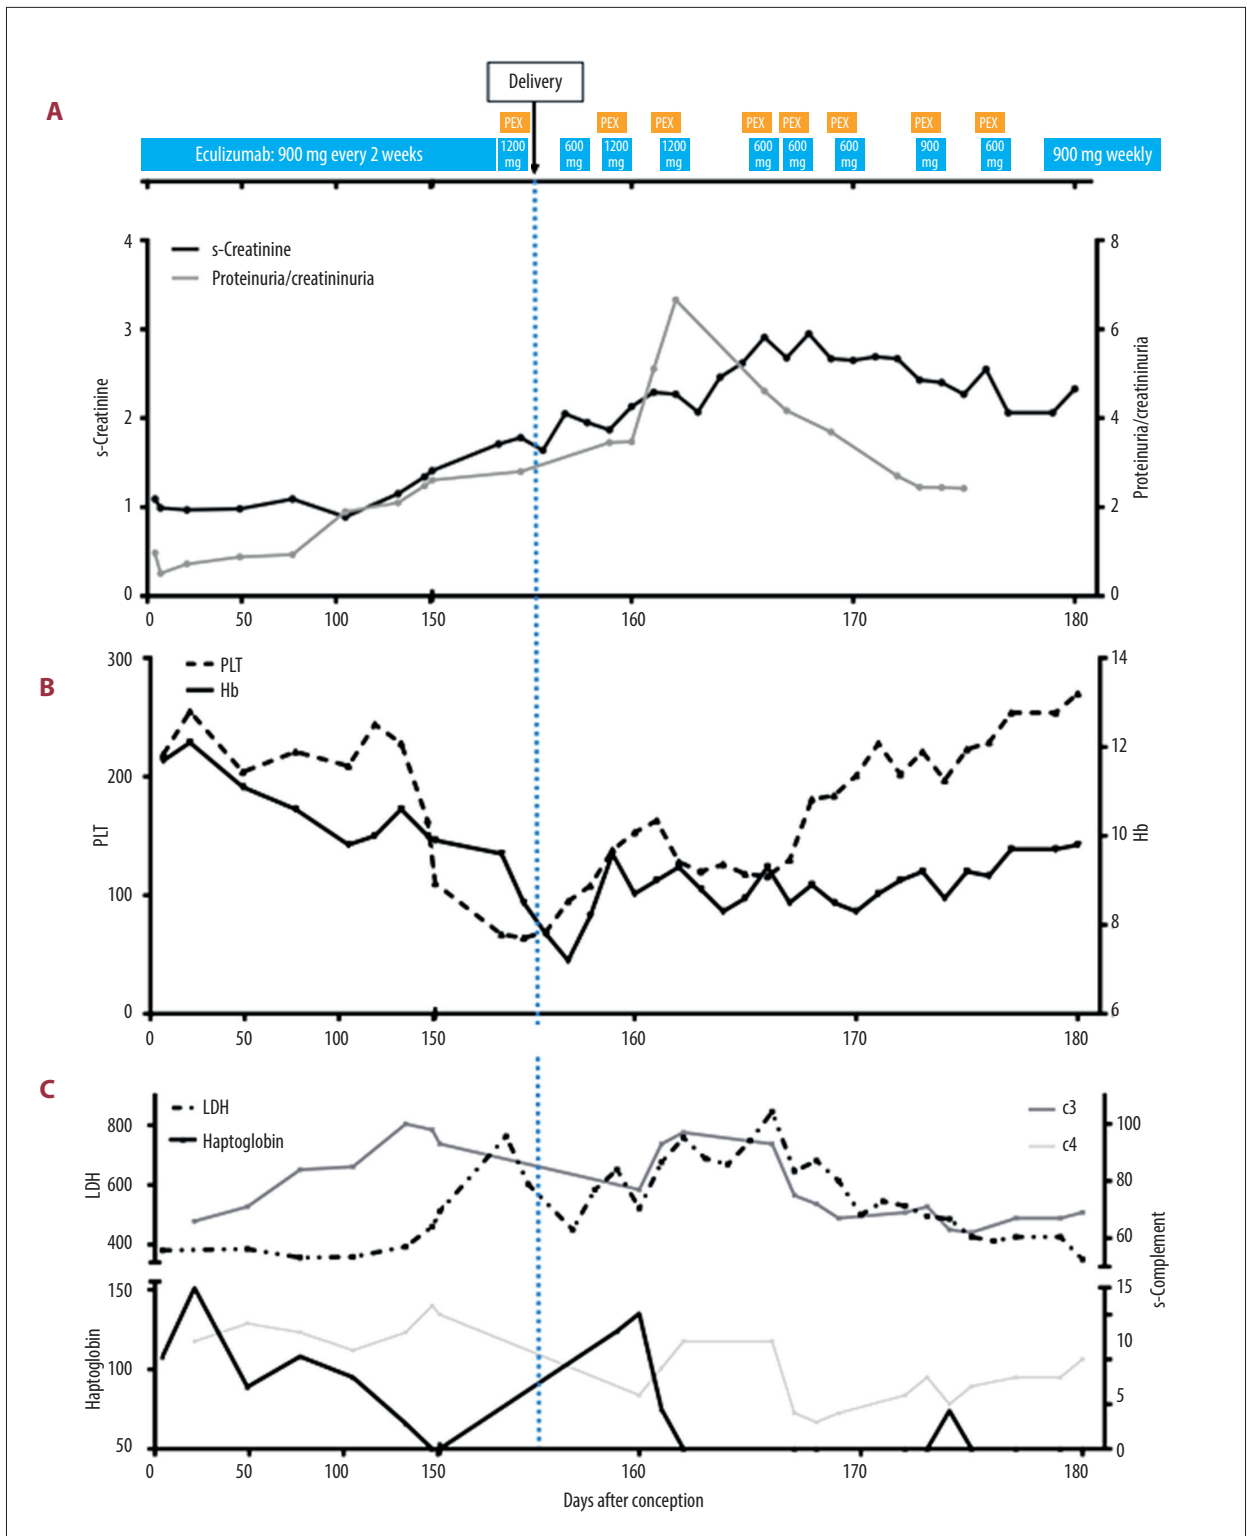 Delivery
A
PEX PEX PEX PEX PEX PEX PEX PEX
Eculizumab: 900 mg every 2 weeks 1200 mg 600 mg 1200 mg 1200 mg 600 mg 600 mg 600 mg 900 mg 600 mg 900 mg weekly
4 8
s-Creatinine
Proteinuria/creatininuria
3 6
s-Creatinine
Proteinuria/creatininuria
2 4
1 2
0 0
0 50 100 150 160 170 180
B
300 14
PLT
Hb
12
200
PLT
10
Hb
100
8
0 6
0 50 100 150 160 170 180
C
LDH c3
800 100
Haptoglobin c4
LDH
600 80
400 60
s-Complement
150 15
Haptoglobin
100 10
5
50 0
0 50 100 150 160 170 180
Days after conception